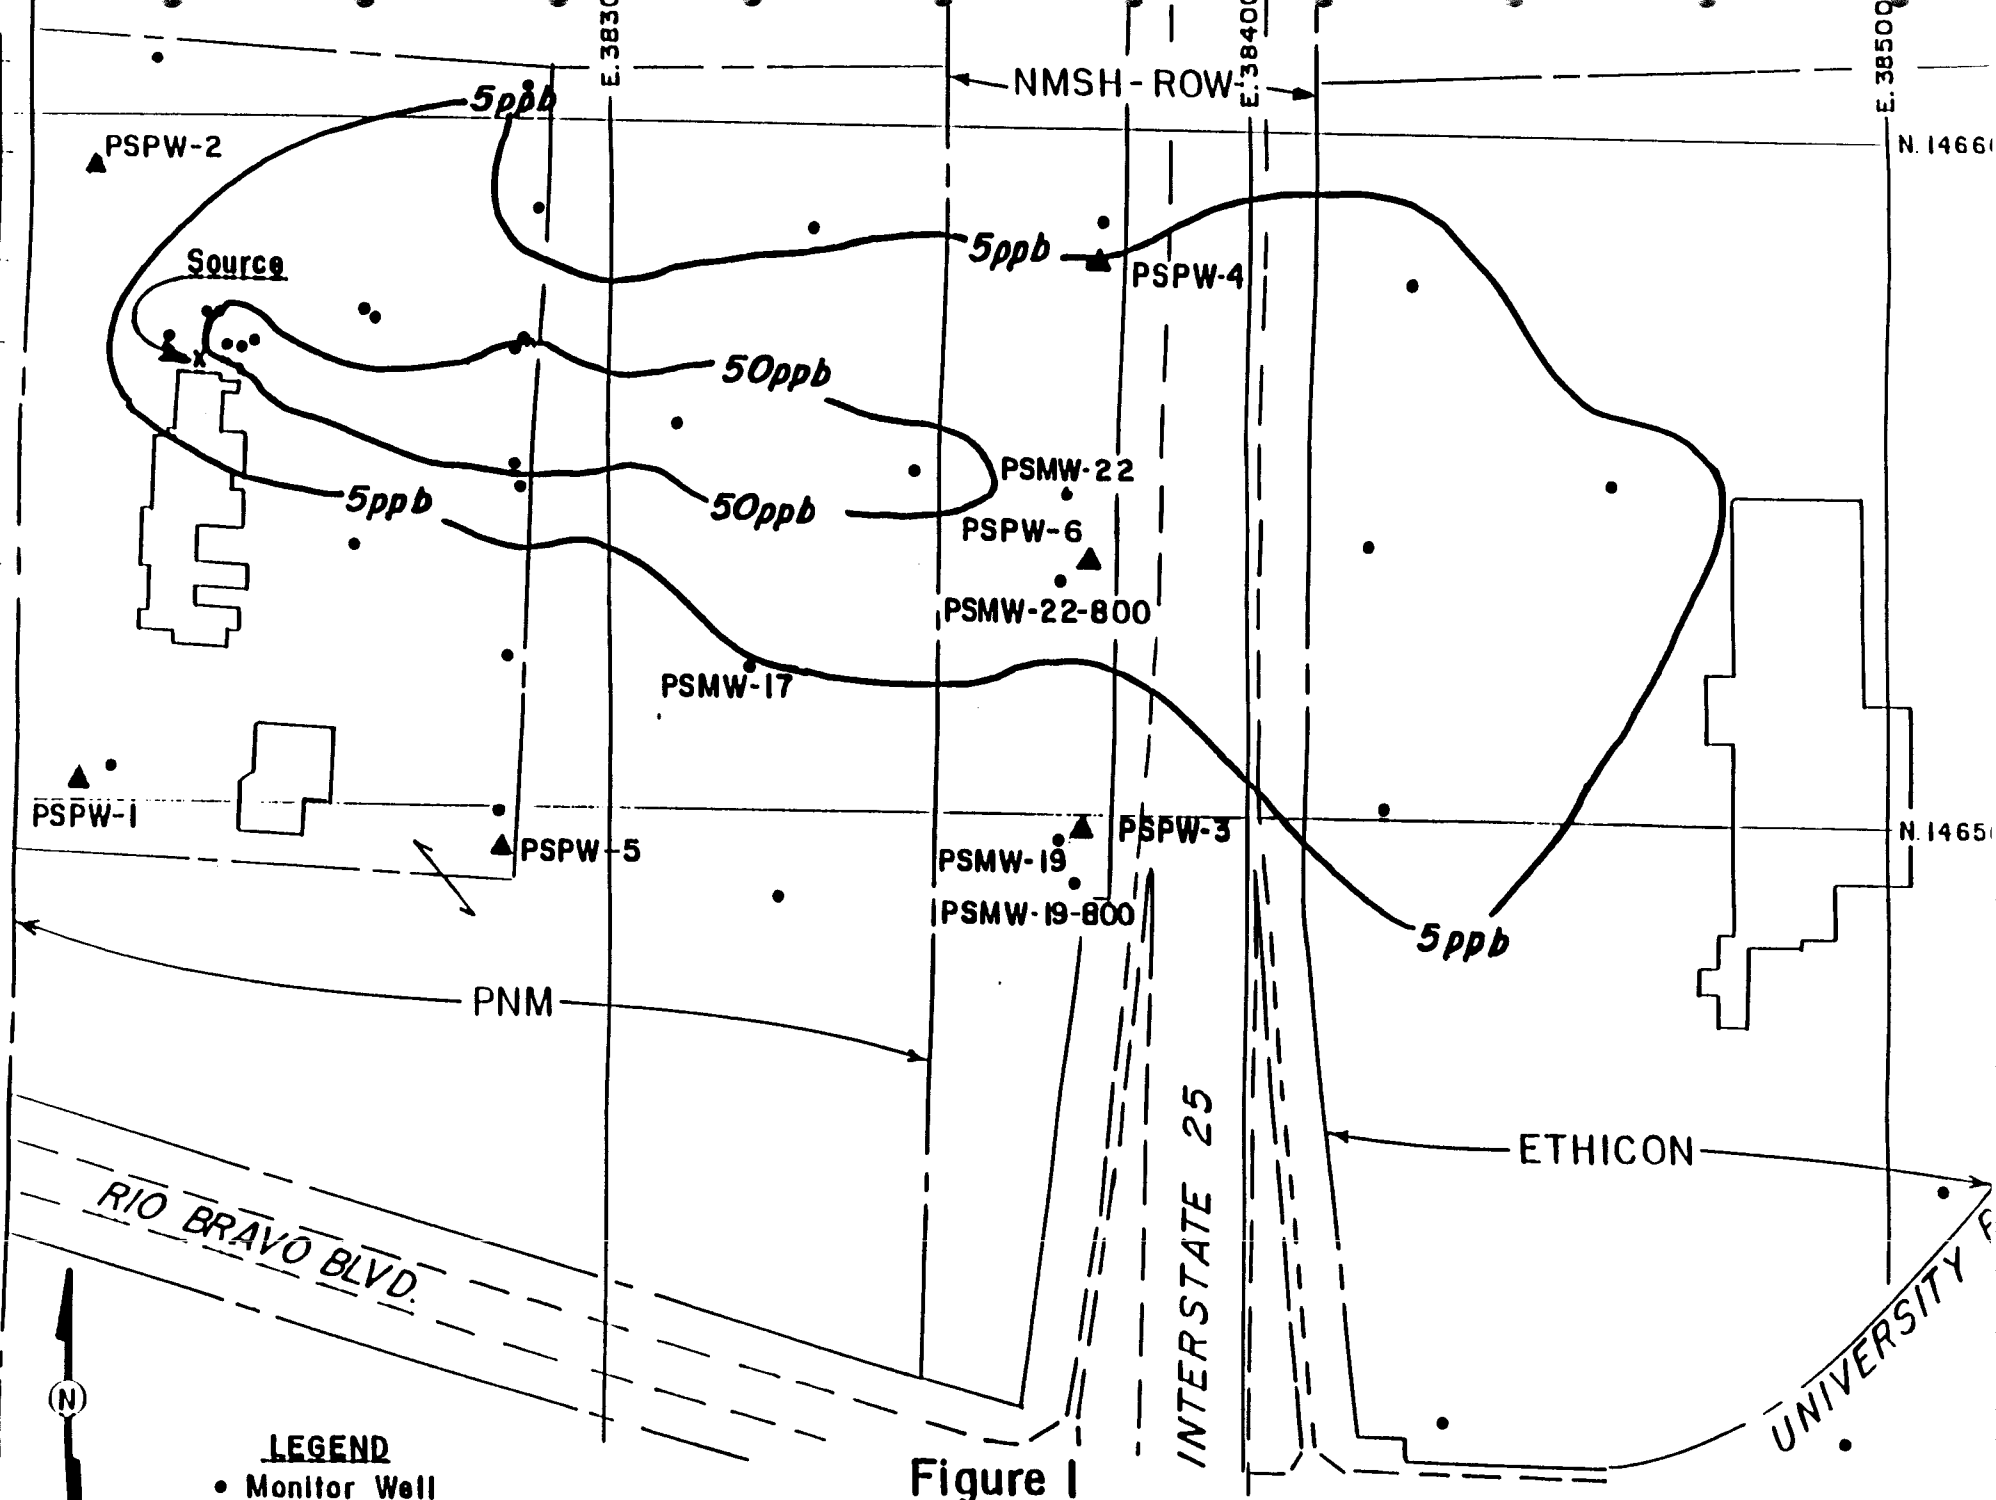 E.3830
E.38400
E.38500
NMSH-ROW
5ppb
PSPW-2
N.1466
Source
5ppb
PSPW-4
50ppb
PSMW-22
5ppb
50ppb
PSPW-6
PSMW-22-800
PSMW-17
PSPW-1
PSPW-3
N.1465
PSPW-5
PSMW-19
PSMW-19-800
5ppb
PNM
ETHICON
INTERSTATE 25
RIO BRAVO BLVD.
UNIVERSITY
N
LEGEND
• Monitor Well
Figure 1